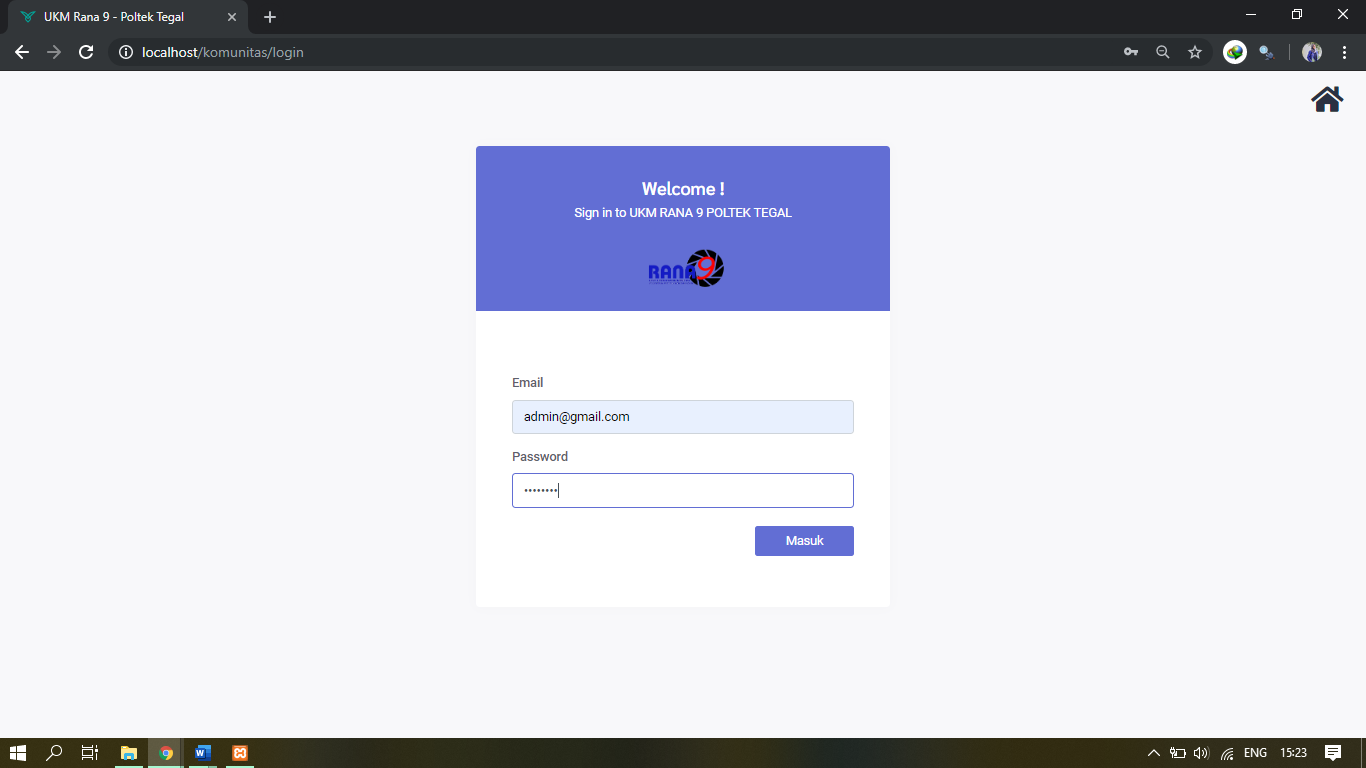 UKM Rana 9 - Poltek Tegal
localhost/komunitas/login
Welcome !
Sign in to UKM RANA 9 POLTEK TEGAL
RANA 9
Email
admin@gmail.com
Password
••••••••
Masuk
ENG
15:23